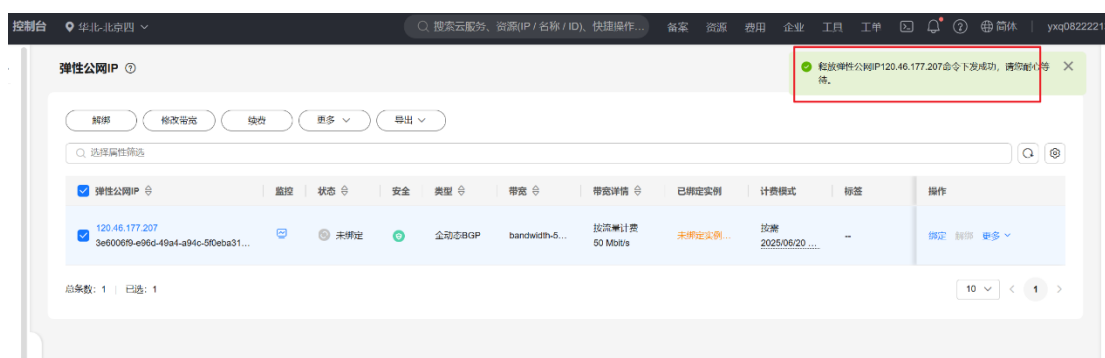 控制台 华北-北京四 搜索云服务、资源(IP / 名称 / ID)、快捷操作... 备案 资源 费用 企业 工具 工单 简体 yxq0822221
弹性公网IP
释放弹性公网IP120.46.177.207命令下发成功，请您耐心等
待。
解绑 修改带宽 续费 更多 导出
选择属性筛选
弹性公网IP 监控 状态 安全 类型 带宽 带宽详情 已绑定实例 计费模式 标签 操作
120.46.177.207 未绑定 全动态BGP bandwidth-5... 按流量计费 未绑定实例... 按需 -- 绑定 解绑 更多
3e6006f9-e96d-49a4-a94c-5f0eba31... 50 Mbit/s 2025/06/20 ...
总条数：1 已选：1 10 1